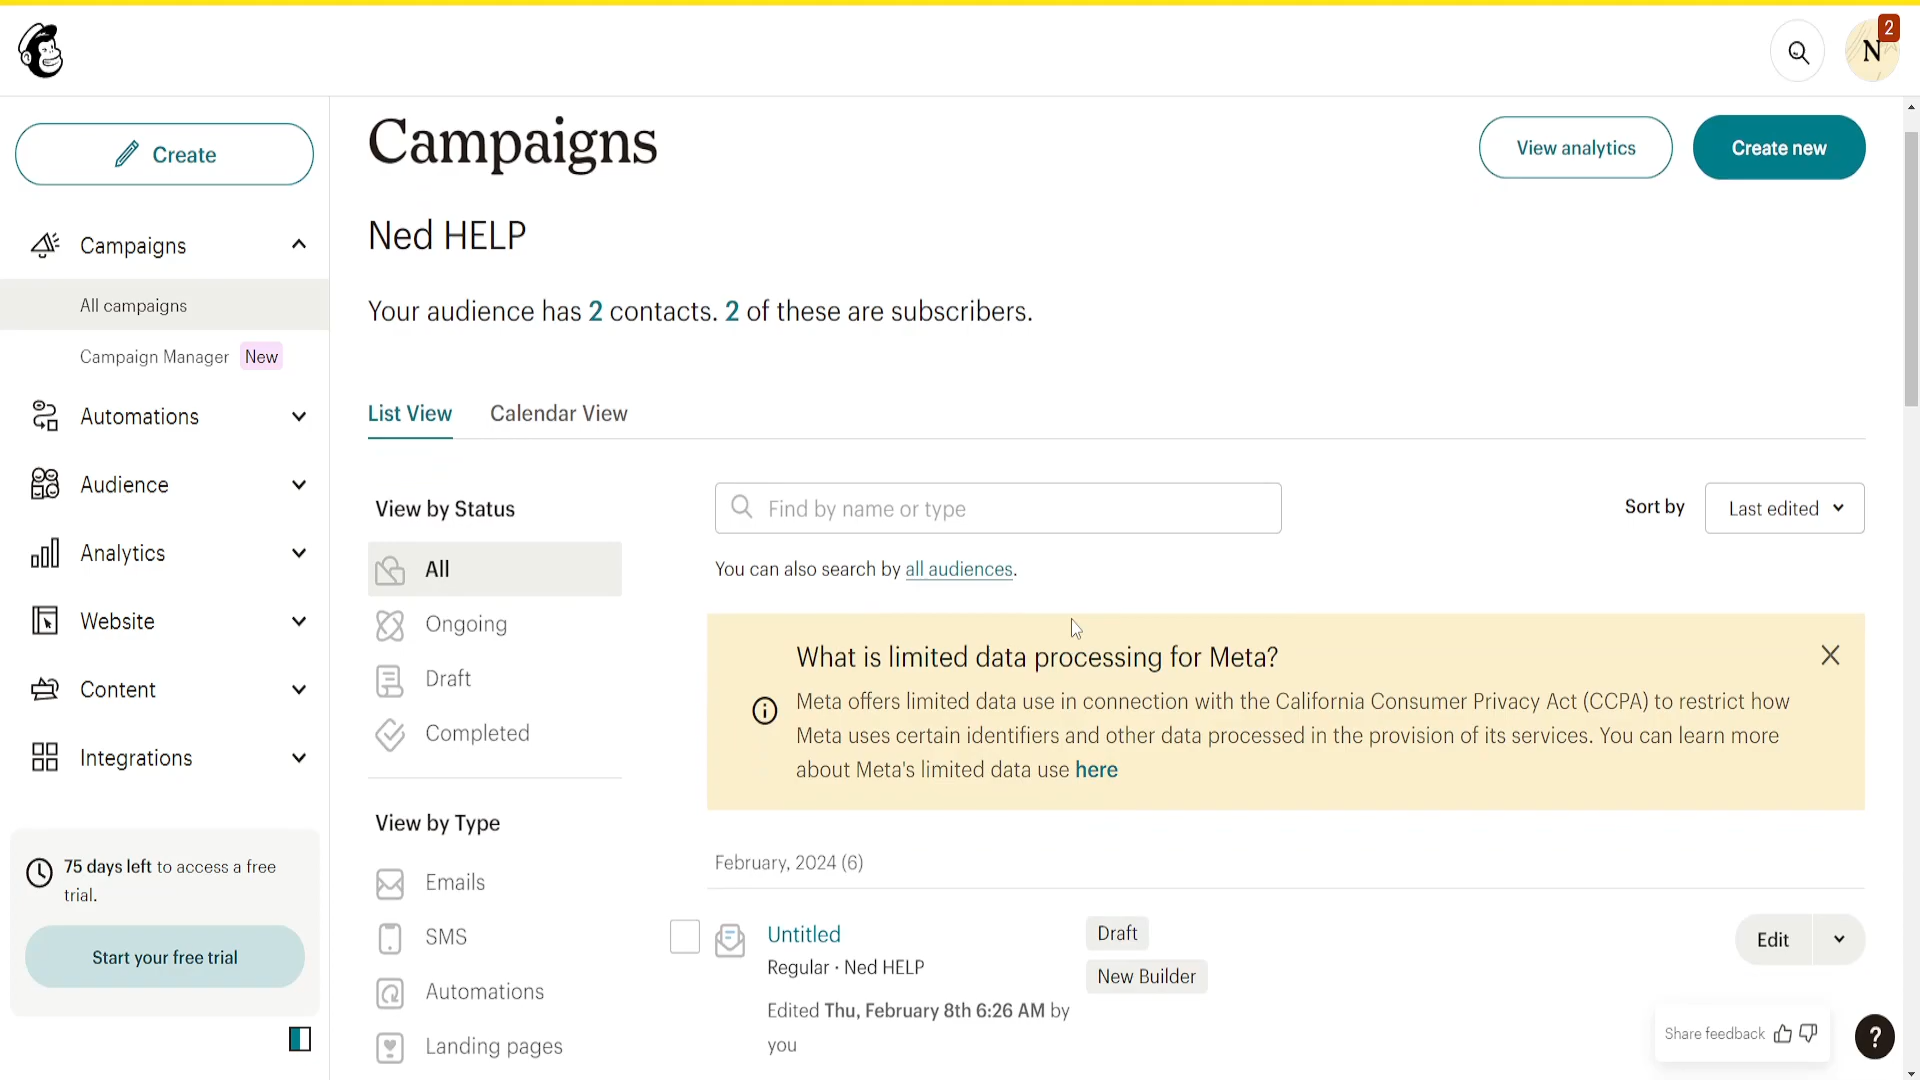 N
2
Create
Campaigns
All campaigns
Campaign Manager New
Automations
Audience
Analytics
Website
Content
Integrations
75 days left to access a free
trial.
Start your free trial
Campaigns
View analytics
Create new
Ned HELP
Your audience has 2 contacts. 2 of these are subscribers.
List View
Calendar View
View by Status
All
Ongoing
Draft
Completed
View by Type
Emails
SMS
Automations
Landing pages
Find by name or type
Sort by
Last edited
You can also search by all audiences.
What is limited data processing for Meta?
Meta offers limited data use in connection with the California Consumer Privacy Act (CCPA) to restrict how
Meta uses certain identifiers and other data processed in the provision of its services. You can learn more
about Meta's limited data use here
February, 2024 (6)
Untitled
Regular · Ned HELP
Edited Thu, February 8th 6:26 AM by
you
Draft
New Builder
Edit
Share feedback
?